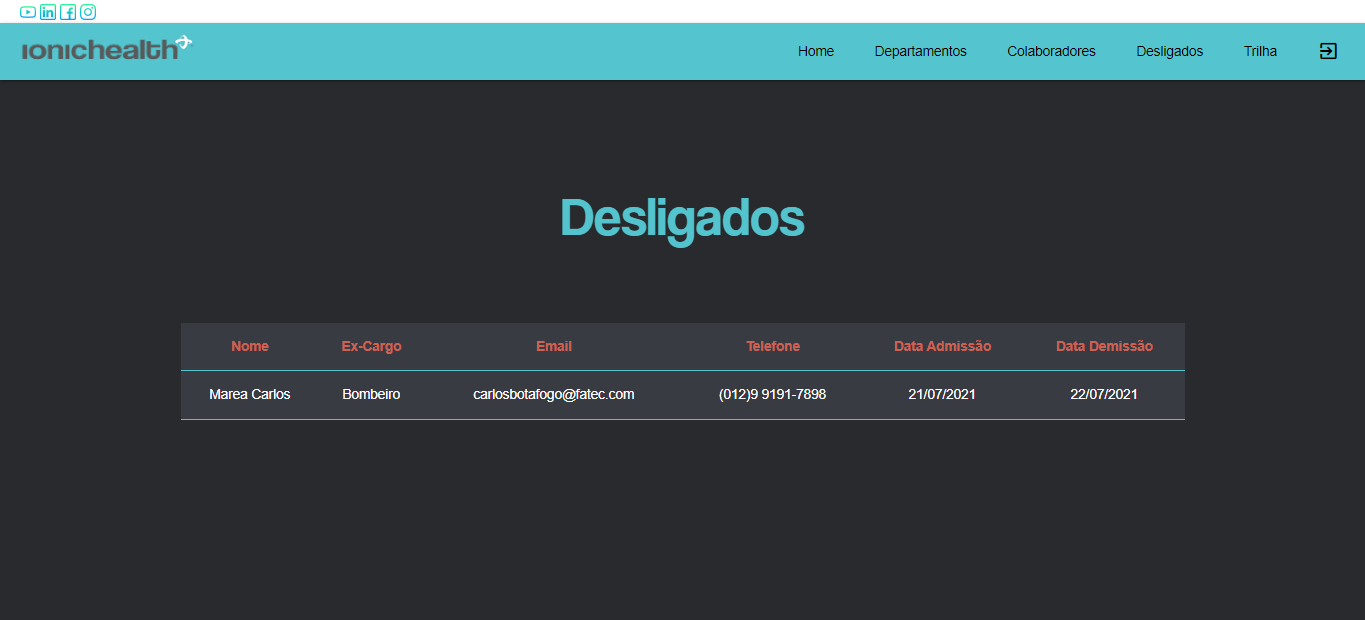 ionichealth
Home Departamentos Colaboradores Desligados Trilha
Desligados
Nome Ex-Cargo Email Telefone Data Admissão Data Demissão
Marea Carlos Bombeiro carlosbotafogo@fatec.com (012)9 9191-7898 21/07/2021 22/07/2021